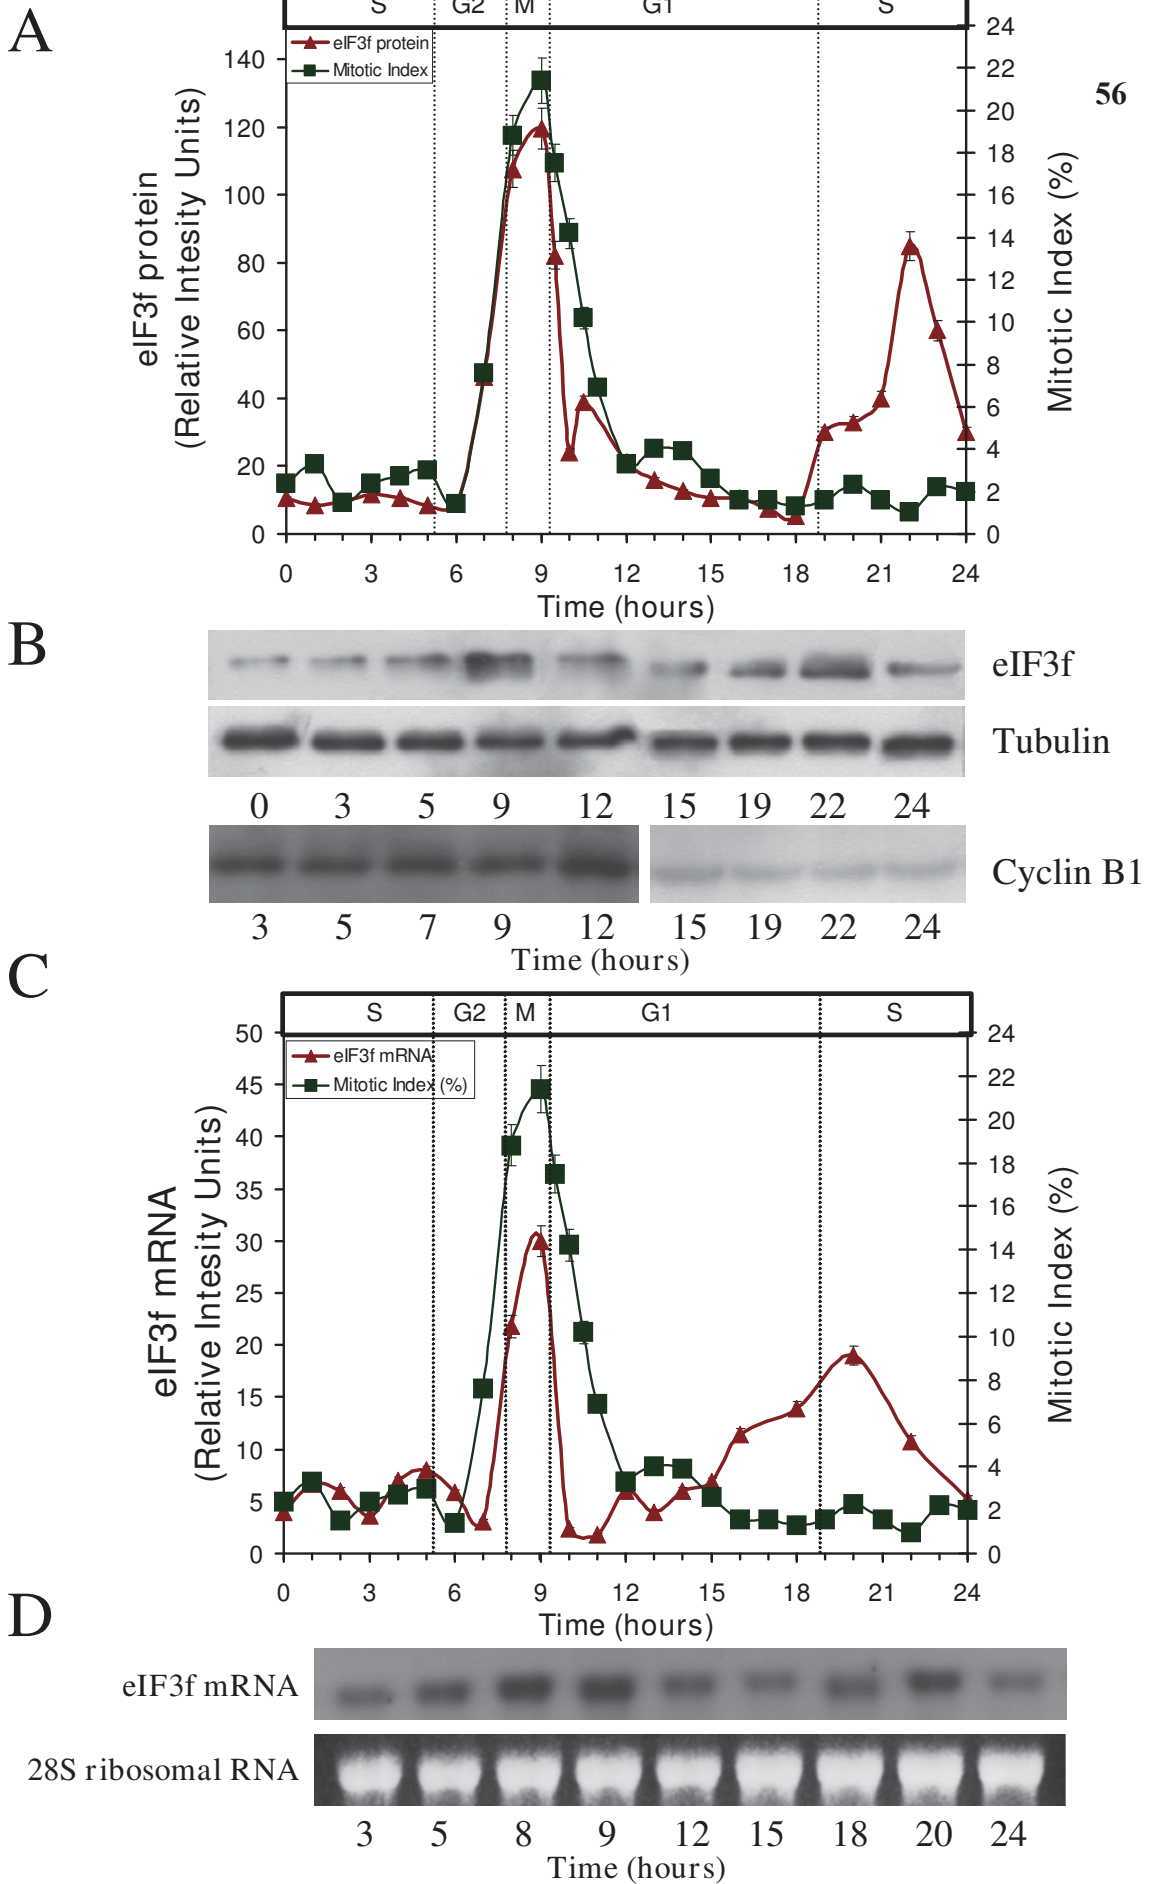 A
S G2 M G1 S
eIF3f protein
Mitotic Index
56
eIF3f protein
(Relative Intesity Units)
140
120
100
80
60
40
20
0
24
22
20
18
16
14
12
10
8
6
4
2
0
Mitotic Index (%)
0 3 6 9 12 15 18 21 24
Time (hours)
B
eIF3f
Tubulin
0 3 5 9 12 15 19 22 24
Cyclin B1
3 5 7 9 12 15 19 22 24
Time (hours)
C
S G2 M G1 S
eIF3f mRNA
Mitotic Index (%)
eIF3f mRNA
(Relative Intesity Units)
50
45
40
35
30
25
20
15
10
5
0
24
22
20
18
16
14
12
10
8
6
4
2
0
Mitotic Index (%)
0 3 6 9 12 15 18 21 24
Time (hours)
D
eIF3f mRNA
28S ribosomal RNA
3 5 8 9 12 15 18 20 24
Time (hours)